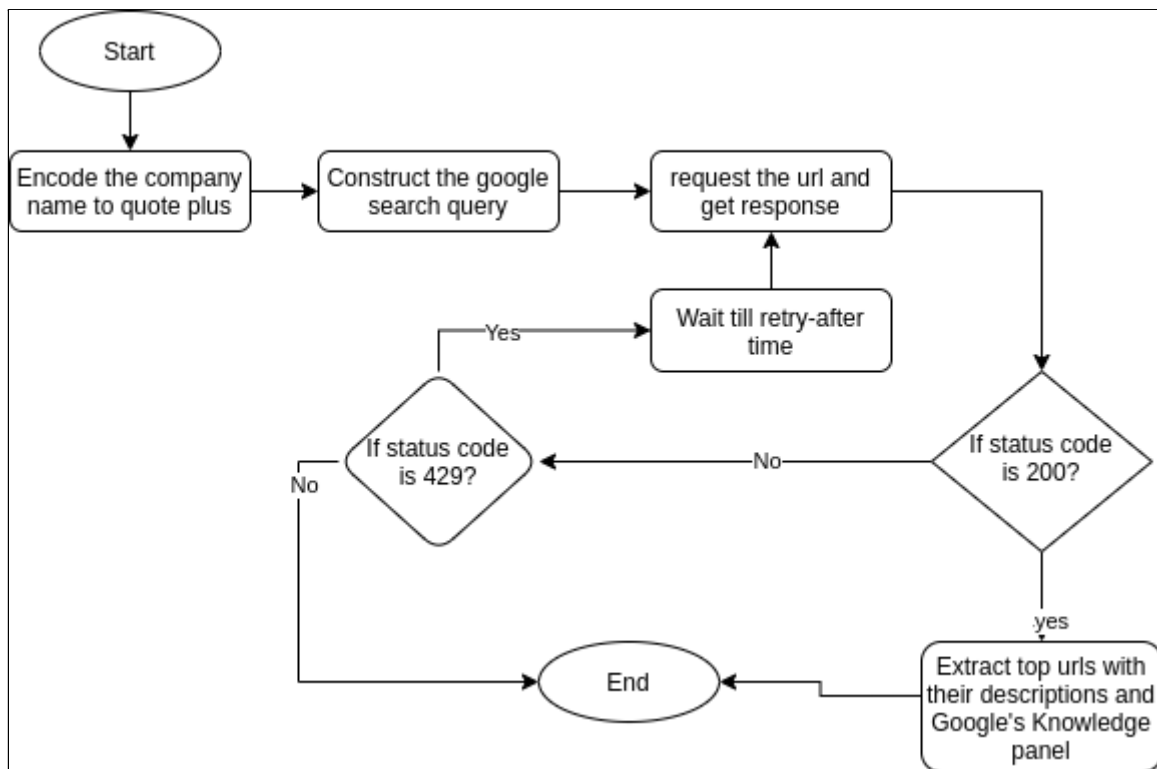 Start
Encode the company
name to quote plus
Construct the google
search query
request the url and
get response
Wait till retry-after
time
Yes
If status code
is 429?
No
If status code
is 200?
No
yes
Extract top urls with
their descriptions and
Google's Knowledge
panel
End